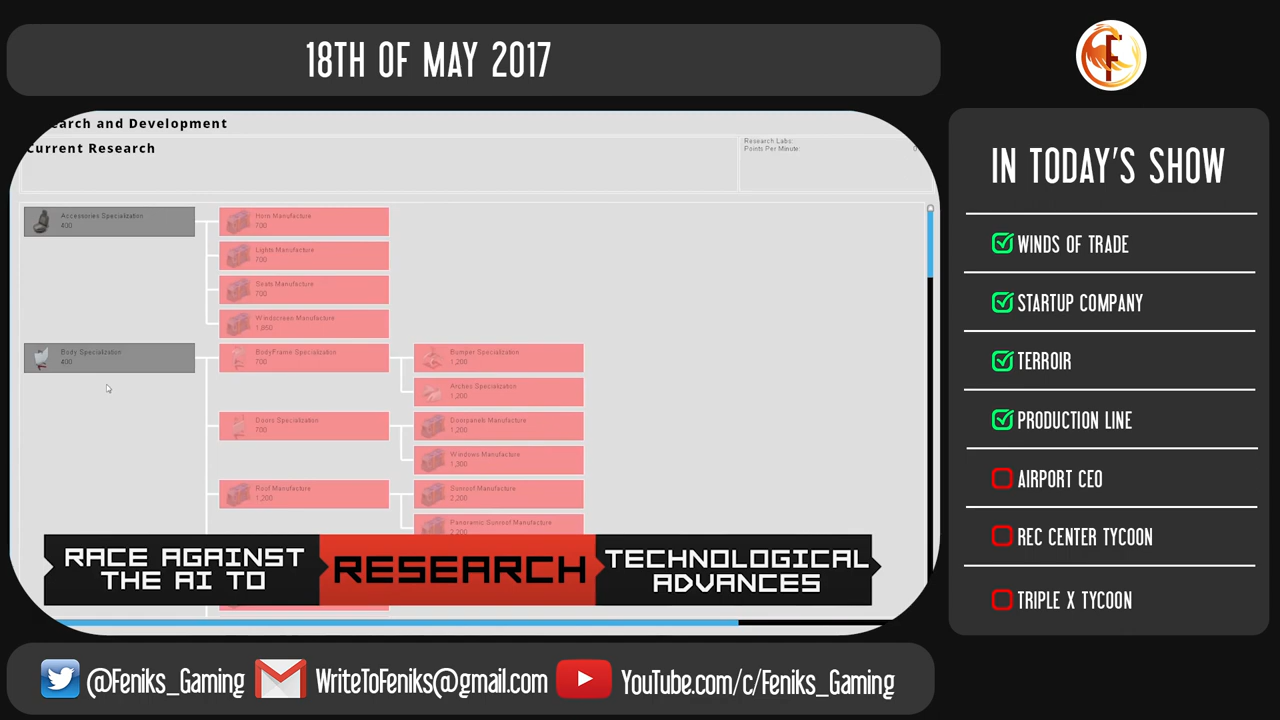 18TH OF MAY 2017
F
earch and Development
Current Research
Research Labs:
Points Per Minute:
Accessories Specialization
400
Horn Manufacture
700
Lights Manufacture
700
Seats Manufacture
700
Windscreen Manufacture
1,850
Body Specialization
400
BodyFrame Specialization
700
Bumper Specialization
1,200
Arches Specialization
1,200
Doors Specialization
700
Doorpanels Manufacture
1,200
Windows Manufacture
1,300
Roof Manufacture
1,200
Sunroof Manufacture
2,200
Panoramic Sunroof Manufacture
2,200
RACE AGAINST
THE AI TO
RESEARCH
TECHNOLOGICAL
ADVANCES
IN TODAY'S SHOW
WINDS OF TRADE
STARTUP COMPANY
TERROIR
PRODUCTION LINE
AIRPORT CEO
REC CENTER TYCOON
TRIPLE X TYCOON
@Feniks_Gaming
WriteToFeniks@gmail.com
YouTube.com/c/Feniks_Gaming